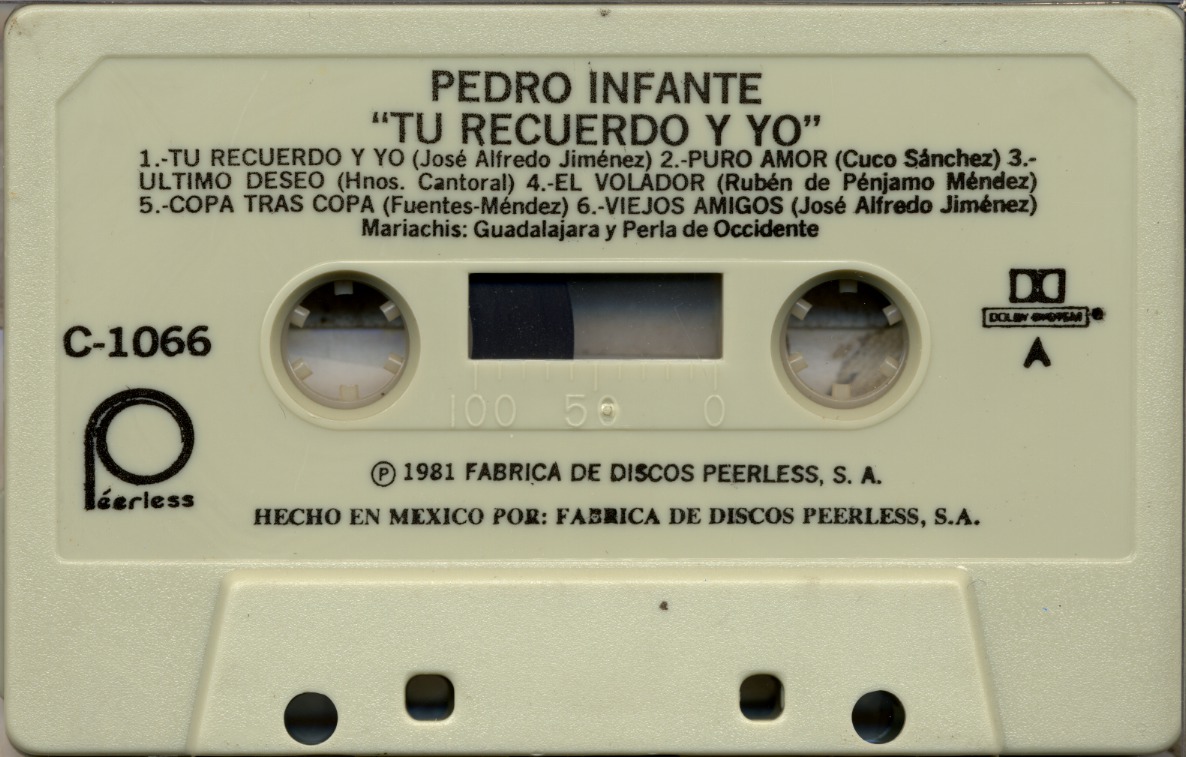 PEDRO INFANTE
“TU RECUERDO Y YO”
1.-TU RECUERDO Y YO (José Alfredo Jiménez) 2.-PURO AMOR (Cuco Sánchez) 3.-
ULTIMO DESEO (Hnos. Cantoral) 4.-EL VOLADOR (Rubén de Pénjamo Méndez)
5.-COPA TRAS COPA (Fuentes-Méndez) 6.-VIEJOS AMIGOS (José Alfredo Jiménez)
Mariachis: Guadalajara y Perla de Occidente
DOLBY SYSTEM
A
C-1066
Péerless
100 50 0
Ⓟ 1981 FABRICA DE DISCOS PEERLESS, S. A.
HECHO EN MEXICO POR: FABRICA DE DISCOS PEERLESS, S.A.